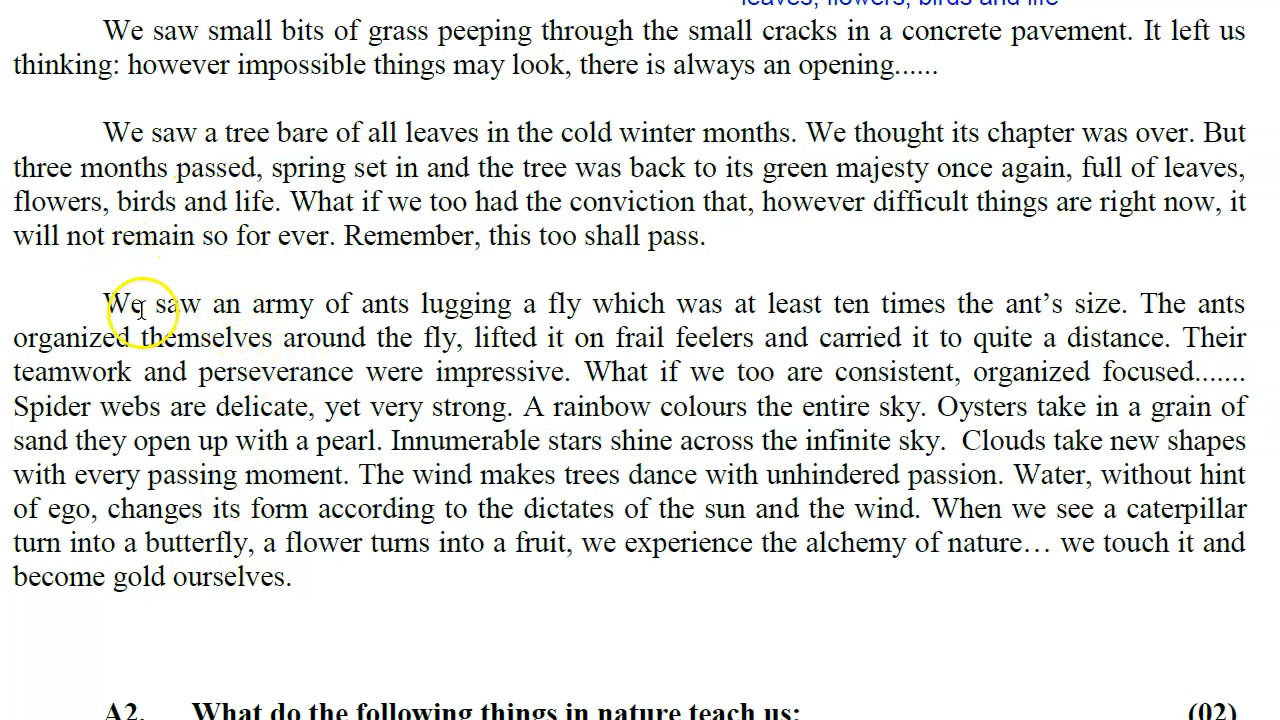 leaves, flowers, birds and life
We saw small bits of grass peeping through the small cracks in a concrete pavement. It left us
thinking: however impossible things may look, there is always an opening......
We saw a tree bare of all leaves in the cold winter months. We thought its chapter was over. But
three months passed, spring set in and the tree was back to its green majesty once again, full of leaves,
flowers, birds and life. What if we too had the conviction that, however difficult things are right now, it
will not remain so for ever. Remember, this too shall pass.
We saw an army of ants lugging a fly which was at least ten times the ant’s size. The ants
organized themselves around the fly, lifted it on frail feelers and carried it to quite a distance. Their
teamwork and perseverance were impressive. What if we too are consistent, organized focused.......
Spider webs are delicate, yet very strong. A rainbow colours the entire sky. Oysters take in a grain of
sand they open up with a pearl. Innumerable stars shine across the infinite sky.  Clouds take new shapes
with every passing moment. The wind makes trees dance with unhindered passion. Water, without hint
of ego, changes its form according to the dictates of the sun and the wind. When we see a caterpillar
turn into a butterfly, a flower turns into a fruit, we experience the alchemy of nature… we touch it and
become gold ourselves.
A2. What do the following things in nature teach us: (02)